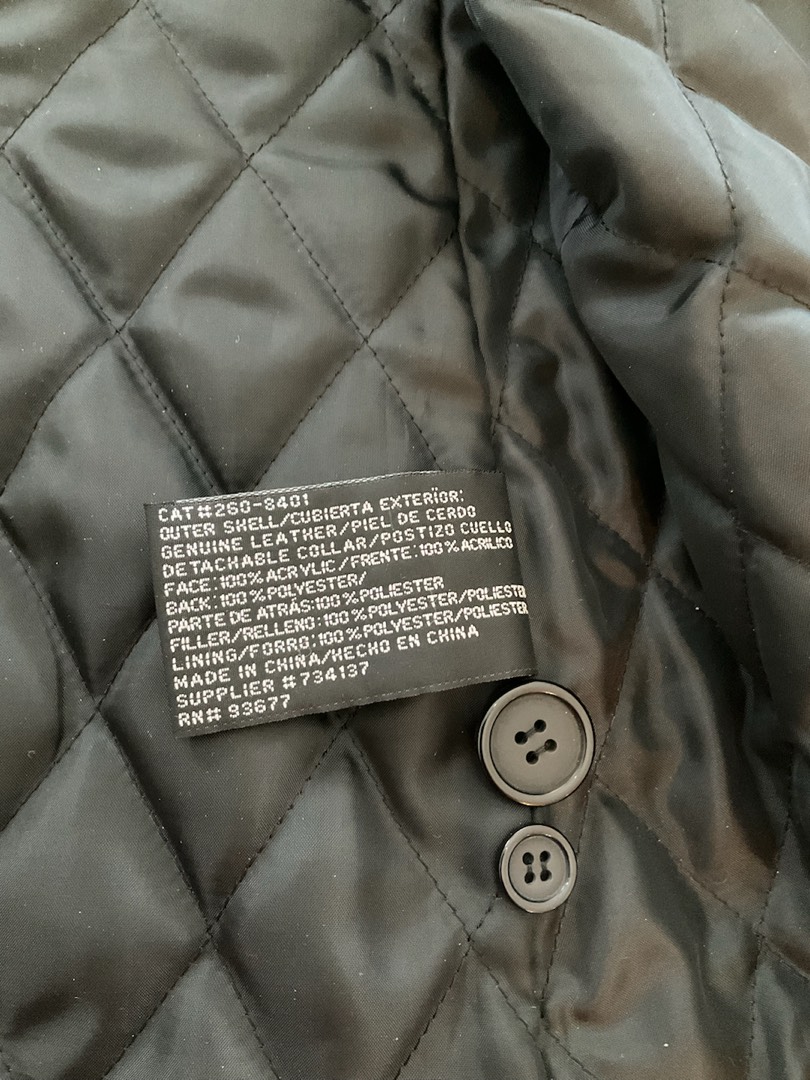 CAT#260-8401
OUTER SHELL/CUBIERTA EXTERÏOR:
GENUINE LEATHER/PIEL DE CERDO
DETACHABLE COLLAR/POSTIZO CUELLO
FACE:100% ACRYLIC/FRENTE:100% ACRILICO
BACK:100% POLYESTER/
PARTE DE ATRÁS:100% POLIESTER
FILLER/RELLENO:100% POLYESTER/POLIESTER
LINING/FORRO:100% POLYESTER/POLIESTER
MADE IN CHINA/HECHO EN CHINA
SUPPLIER #734137
RN# 93677